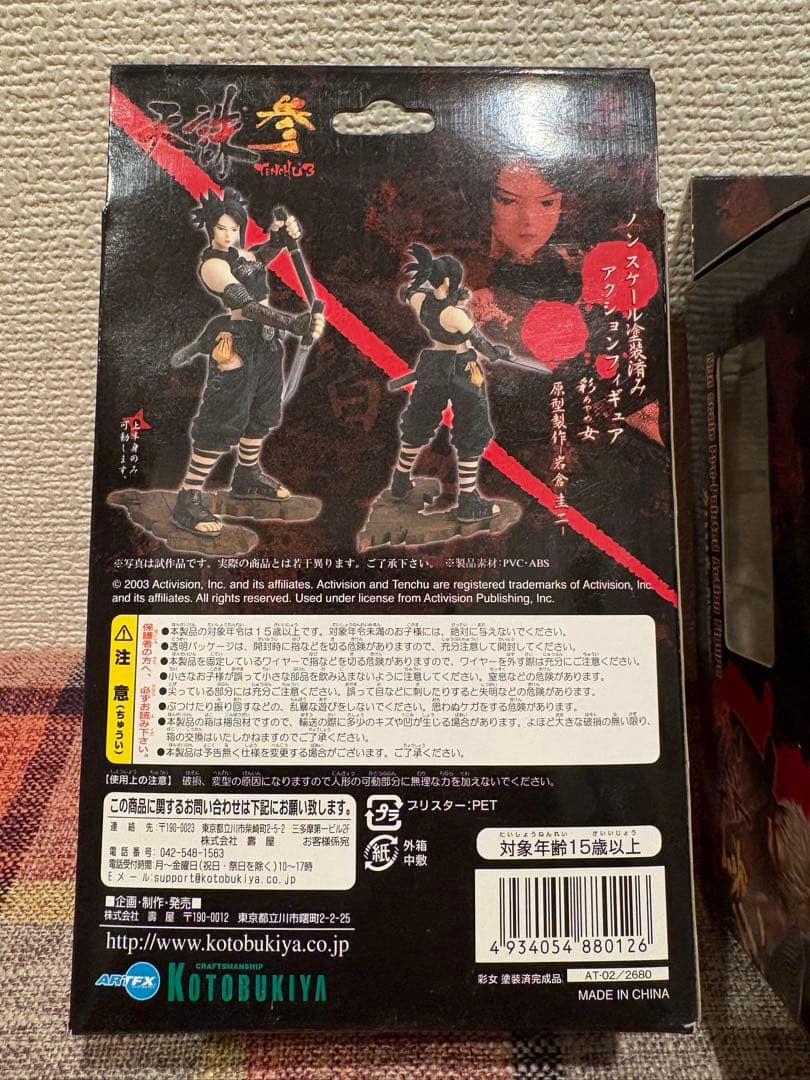 天誅 参
TENCHU 3
ノンスケール塗装済み
アクションフィギュア
彩女
あやめ
原型製作・岩倉圭二
上半身のみ
可動します。
※写真は試作品です。実際の商品とは若干異ります。ご了承下さい。 ※製品素材:PVC・ABS
© 2003 Activision, Inc. and its affiliates. Activision and Tenchu are registered trademarks of Activision, Inc.
and its affiliates. All rights reserved. Used under license from Activision Publishing, Inc.
注意(ちゅうい)
保護者の方へ、必ずお読み下さい。
●本製品の対象年令は15歳以上です。対象年令未満のお子様には、絶対に与えないでください。
●透明パッケージは、開封時に指などを切る危険がありますので、充分注意して開封してください。
●本製品を固定しているワイヤーで指などを切る危険がありますので、ワイヤーを外す際は充分にご注意ください。
●小さなお子様が誤って小さな部品を飲み込まないように注意してください。窒息などの危険があります。
●尖っている部分には充分ご注意ください。誤って目などに刺したりすると失明などの危険があります。
●ぶつけたり振り回すなどの、乱暴な遊びをしないでください。思わぬケガをする危険があります。
●本製品の箱は梱包材ですので、輸送の際に多少のキズや凹が生じる場合があります。よほど大きな破損の無い限り、
箱の交換はいたしかねますのでご了承ください。
●本製品は予告無く仕様を変更する場合がございます。ご了承ください。
【使用上の注意】 破損、変型の原因になりますので人形の可動部分に無理な力を加えないでください。
この商品に関するお問い合わせは下記にお願い致します。
連絡先:〒190-0023 東京都立川市柴崎町2-5-2 三多摩第一ビル2F
株式会社 壽屋 お客様係宛
電話番号:042-548-1563
電話受付時間:月~金曜日(祝日・祭日を除く)10~17時
Eメール:support@kotobukiya.co.jp
プラ
ブリスター:PET
紙
外箱
中敷
対象年齢15歳以上
■企画・制作・発売■
株式会社 壽屋 〒190-0012 東京都立川市曙町2-2-25
http://www.kotobukiya.co.jp
ARTFX
CRAFTSMANSHIP
KOTOBUKIYA
4 934054 880126
彩女 塗装済完成品 AT-02/2680
MADE IN CHINA